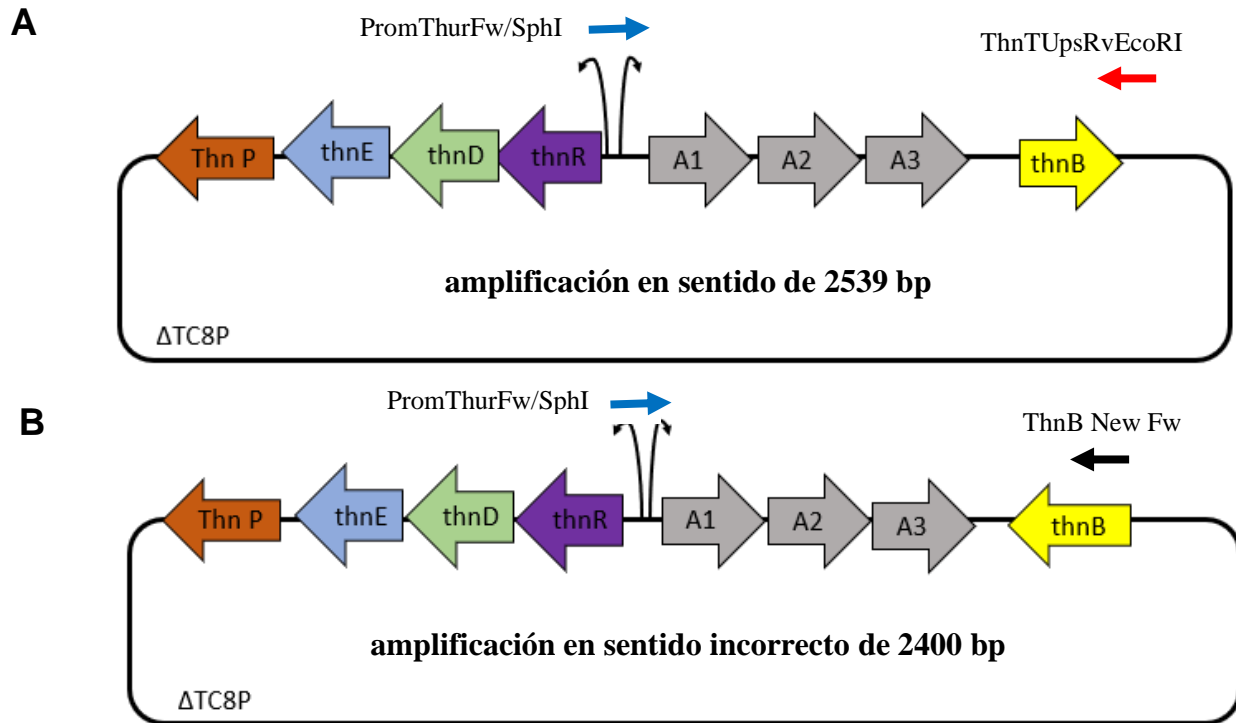 A
PromThurFw/SphI
ThnTUpsRvEcoRI
Thn P thnE thnD thnR A1 A2 A3 thnB
amplificación en sentido de 2539 bp
ΔTC8P
B
PromThurFw/SphI
ThnB New Fw
Thn P thnE thnD thnR A1 A2 A3 thnB
amplificación en sentido incorrecto de 2400 bp
ΔTC8P